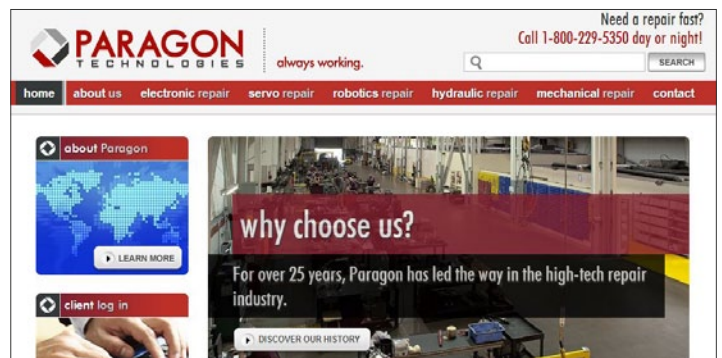 Need a repair fast?
PARAGON
TECHNOLOGIES
always working.
Call 1-800-229-5350 day or night!
SEARCH
home about us electronic repair servo repair robotics repair hydraulic repair mechanical repair contact
about Paragon
LEARN MORE
why choose us?
For over 25 years, Paragon has led the way in the high-tech repair
industry.
client log in
DISCOVER OUR HISTORY